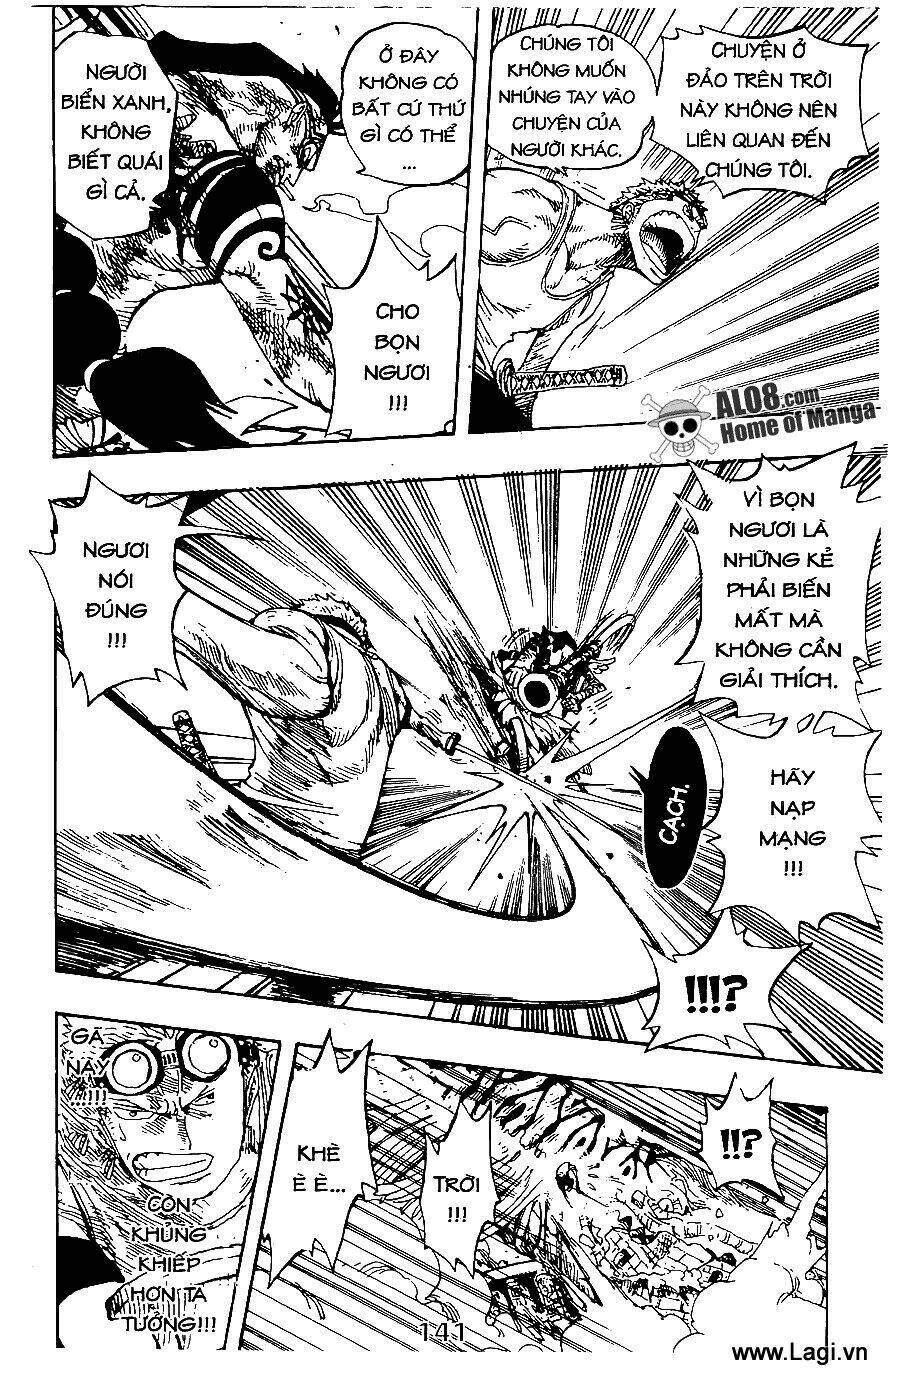 CHUYỆN Ở
ĐẢO TRÊN TRỜI
NÀY KHÔNG NÊN
LIÊN QUAN ĐẾN
CHÚNG TÔI.
CHÚNG TÔI
KHÔNG MUỐN
NHÚNG TAY VÀO
CHUYỆN CỦA
NGƯỜI KHÁC.
Ở ĐÂY
KHÔNG CÓ
BẤT CỨ THỨ
GÌ CÓ THỂ
...
NGƯỜI
BIỂN XANH,
KHÔNG
BIẾT QUÁI
GÌ CẢ.
CHO
BỌN
NGƯƠI
!!!
ALO8.com
Home of Manga
VÌ BỌN
NGƯƠI LÀ
NHỮNG KẺ
PHẢI BIẾN
MẤT MÀ
KHÔNG CẦN
GIẢI THÍCH.
NGƯƠI
NÓI
ĐÚNG
!!!
HÃY
NẠP
MẠNG
!!!
CẠCH.
!!!?
GÃ
NÀY
...!!!
CÒN
KHỦNG
KHIẾP
HƠN TA
TƯỞNG!!!
KHÈ
È È...
TRỜI
!!!
!!?
141
www.Lagi.vn